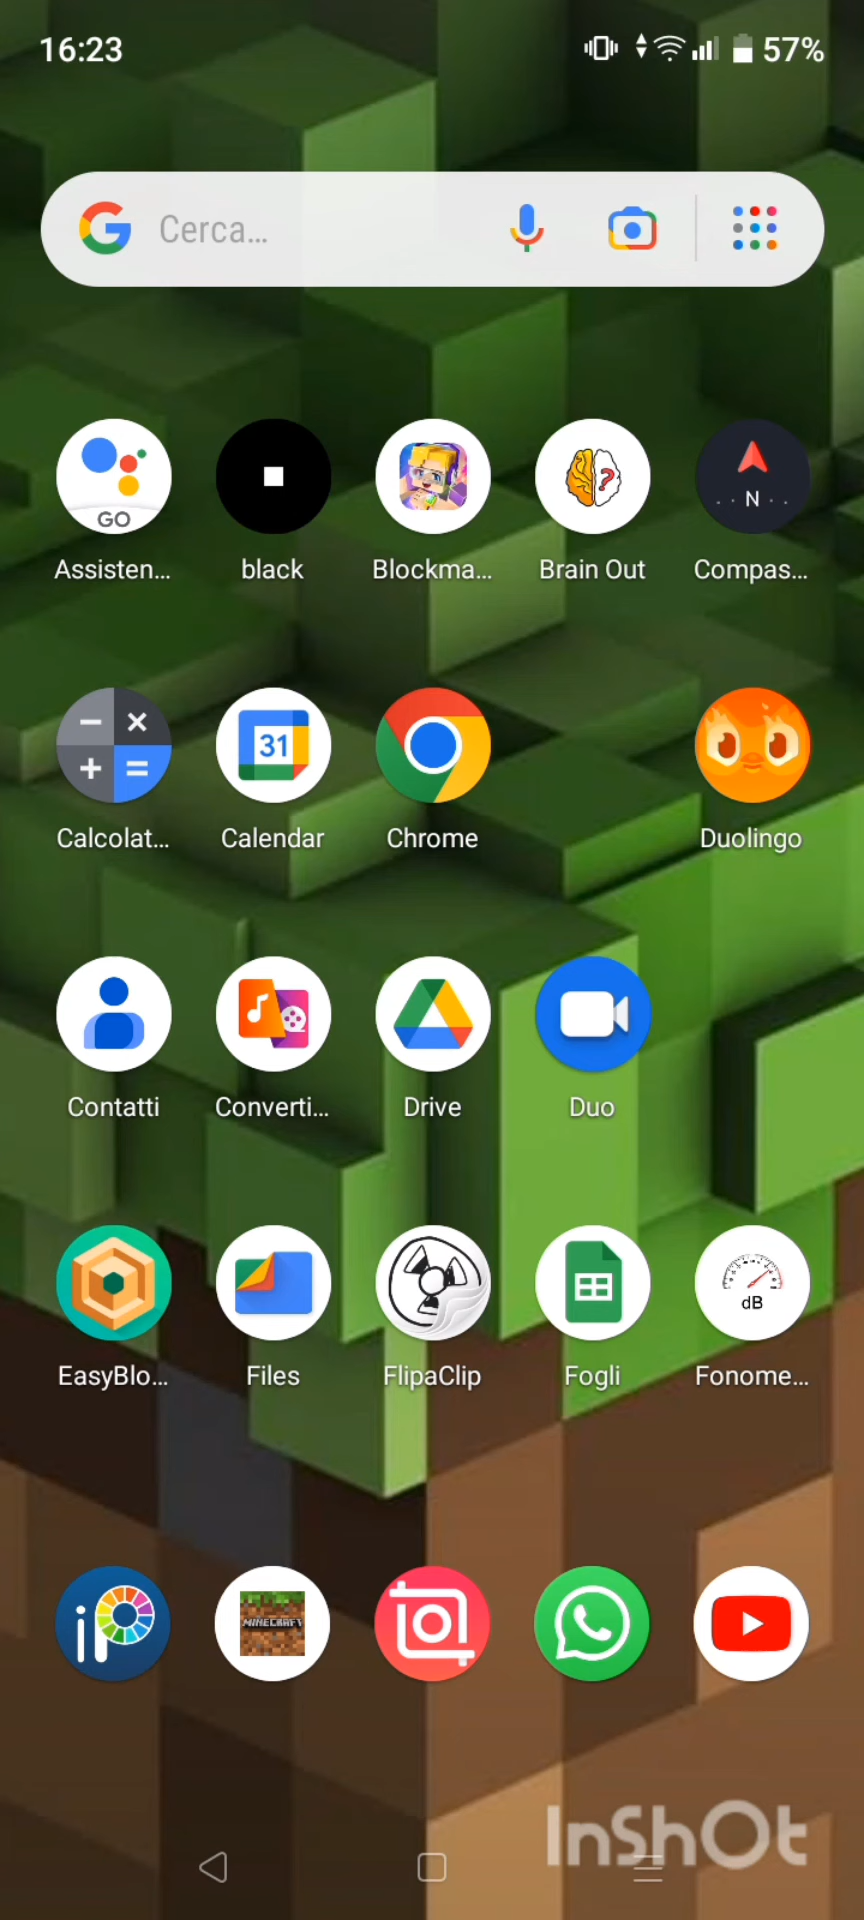 16:23 57%
Cerca...
GO
N
Assisten... black Blockma... Brain Out Compas...
31
Calcolat... Calendar Chrome Duolingo
Contatti Converti... Drive Duo
dB
EasyBlo... Files FlipaClip Fogli Fonome...
iP MINECRAFT
InShOt